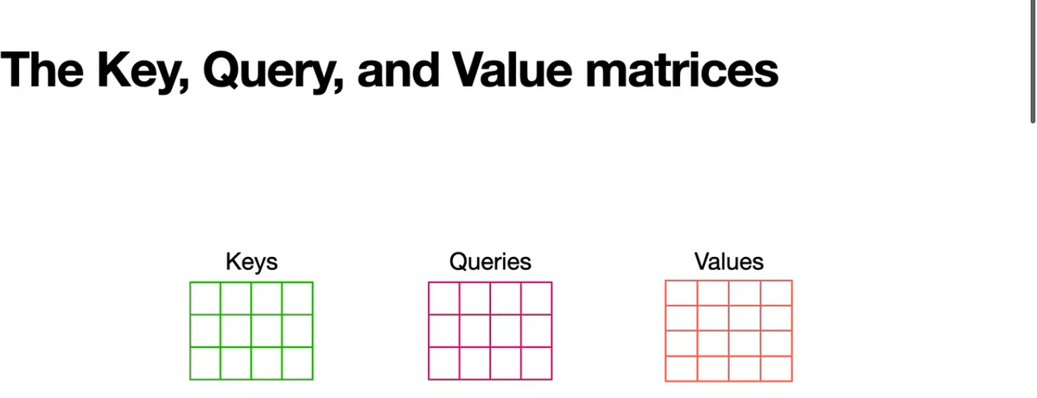 The Key, Query, and Value matrices
Keys
Queries
Values